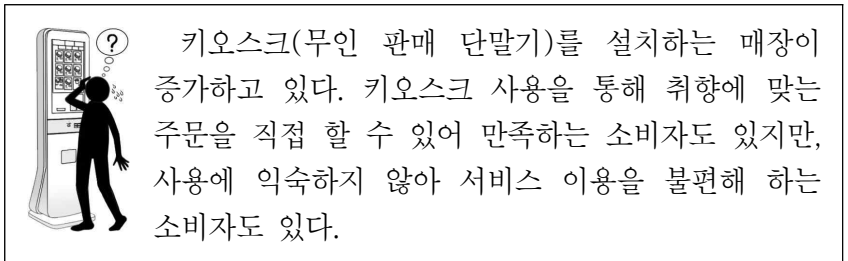 ?
키오스크(무인 판매 단말기)를 설치하는 매장이
증가하고 있다. 키오스크 사용을 통해 취향에 맞는
주문을 직접 할 수 있어 만족하는 소비자도 있지만,
사용에 익숙하지 않아 서비스 이용을 불편해 하는
소비자도 있다.